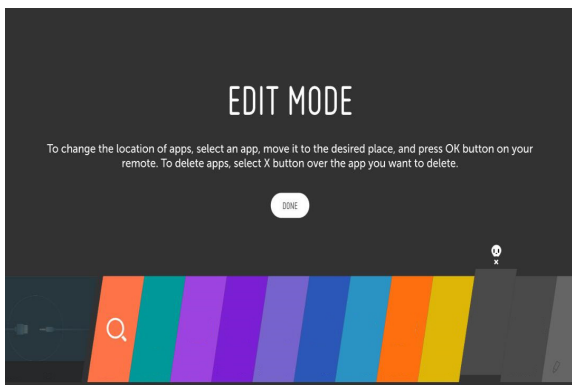 EDIT MODE
To change the location of apps, select an app, move it to the desired place, and press OK button on your
remote. To delete apps, select X button over the app you want to delete.
DONE
x